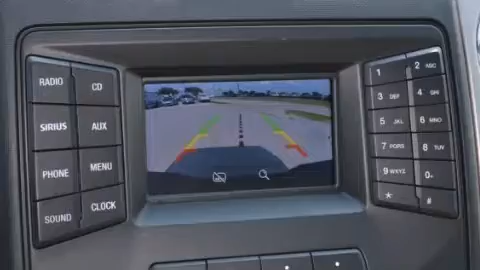 RADIO CD
SIRIUS AUX
PHONE MENU
SOUND CLOCK
1 2 ABC
3 DEF 4 GHI
5 JKL 6 MNO
7 PQRS 8 TUV
9 WXYZ 0
* #